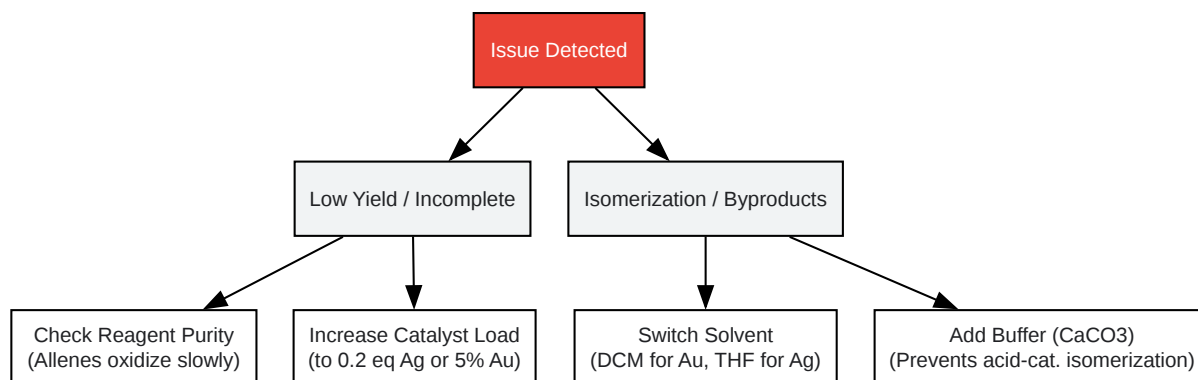 Issue Detected
Low Yield / Incomplete
Isomerization / Byproducts
Check Reagent Purity
(Allenes oxidize slowly)
Increase Catalyst Load
(to 0.2 eq Ag or 5% Au)
Switch Solvent
(DCM for Au, THF for Ag)
Add Buffer (CaCO3)
(Prevents acid-cat. isomerization)